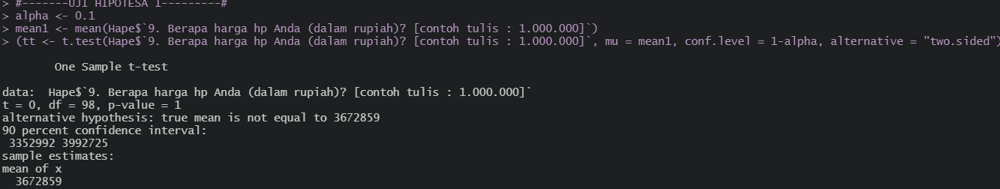 > #-------UJI HIPOTESA 1---------#
> alpha <- 0.1
> mean1 <- mean(Hape$`9. Berapa harga hp Anda (dalam rupiah)? [contoh tulis : 1.000.000]`)
> (tt <- t.test(Hape$`9. Berapa harga hp Anda (dalam rupiah)? [contoh tulis : 1.000.000]`, mu = mean1, conf.level = 1-alpha, alternative = "two.sided")
One Sample t-test
data:  Hape$`9. Berapa harga hp Anda (dalam rupiah)? [contoh tulis : 1.000.000]`
t = 0, df = 98, p-value = 1
alternative hypothesis: true mean is not equal to 3672859
90 percent confidence interval:
3352992 3992725
sample estimates:
mean of x
3672859